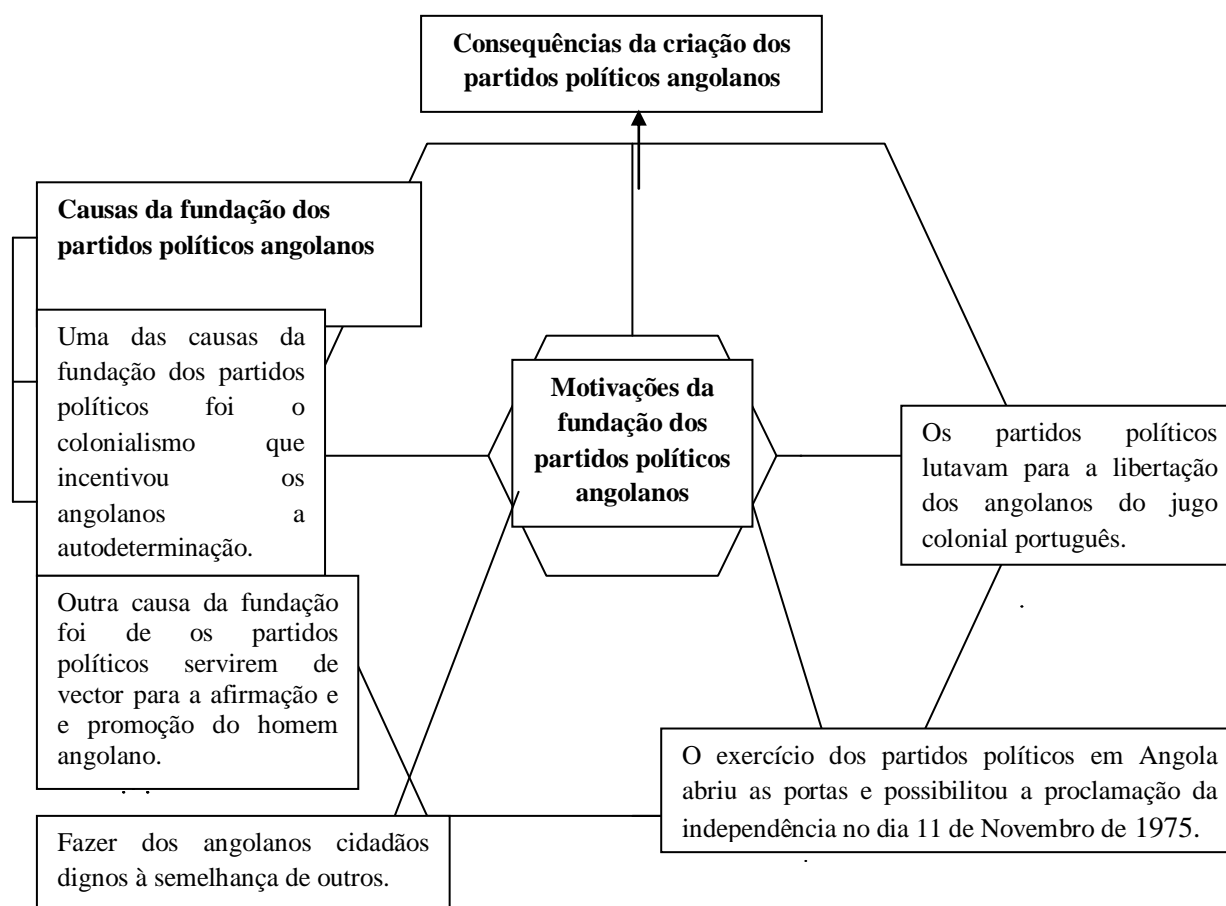 Consequências da criação dos
partidos políticos angolanos
Causas da fundação dos
partidos políticos angolanos
Uma das causas da
fundação dos partidos
políticos foi o
colonialismo que
incentivou os
angolanos a
autodeterminação.
Motivações da
fundação dos
partidos políticos
angolanos
Os partidos políticos
lutavam para a libertação
dos angolanos do jugo
colonial português.
Outra causa da fundação
foi de os partidos
políticos servirem de
vector para a afirmação e
e promoção do homem
angolano.
O exercício dos partidos políticos em Angola
abriu as portas e possibilitou a proclamação da
independência no dia 11 de Novembro de 1975.
Fazer dos angolanos cidadãos
dignos à semelhança de outros.